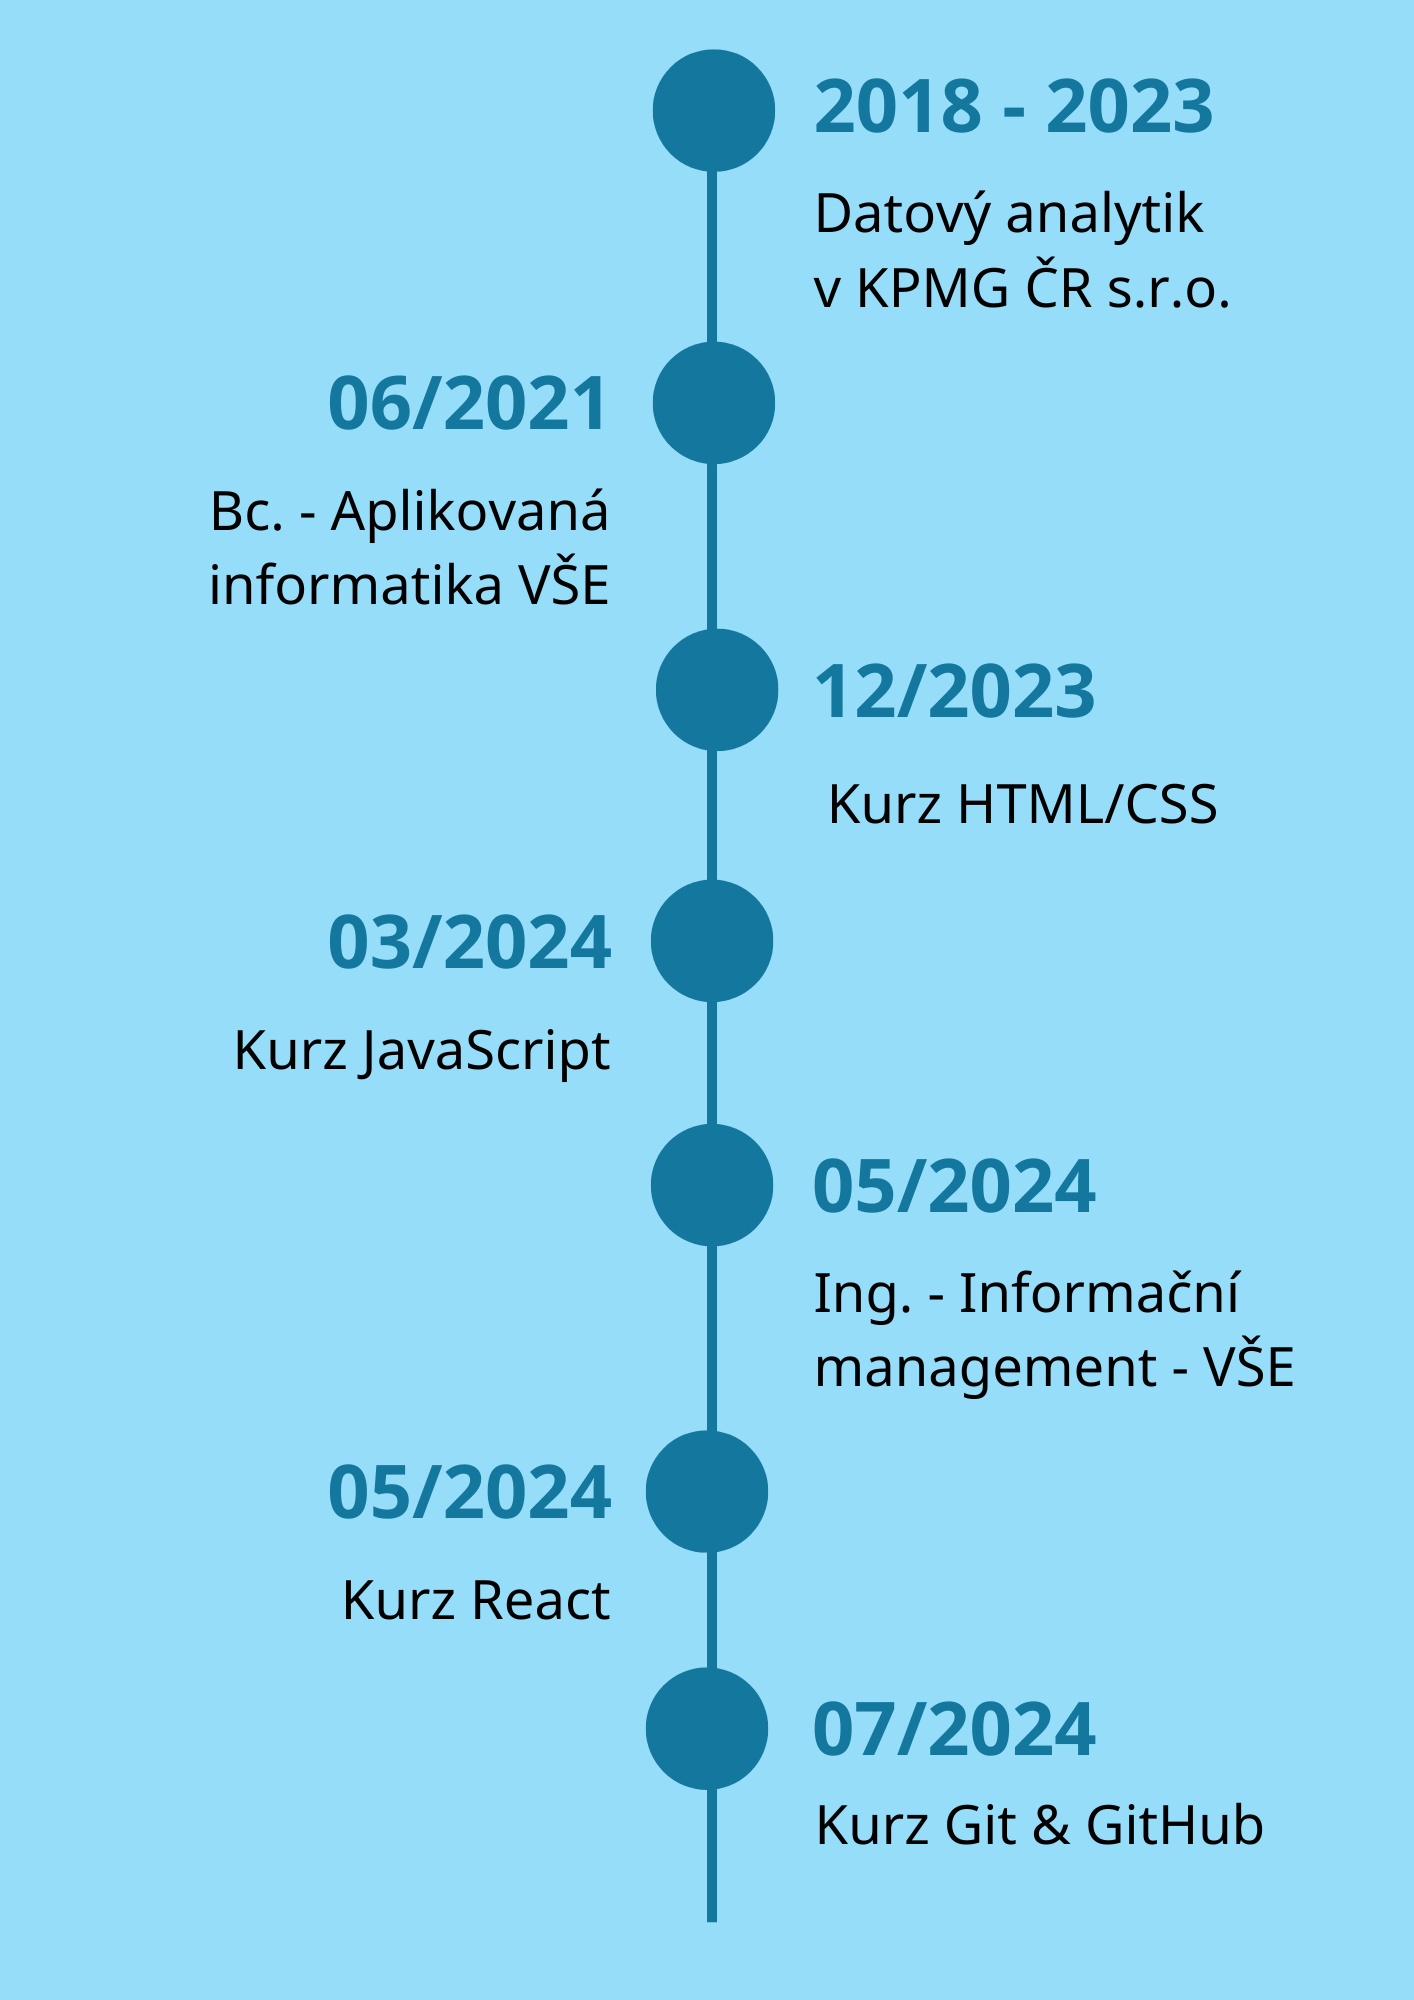 2018 - 2023
Datový analytik
v KPMG ČR s.r.o.
06/2021
Bc. - Aplikovaná
informatika VŠE
12/2023
Kurz HTML/CSS
03/2024
Kurz JavaScript
05/2024
Ing. - Informační
management - VŠE
05/2024
Kurz React
07/2024
Kurz Git & GitHub